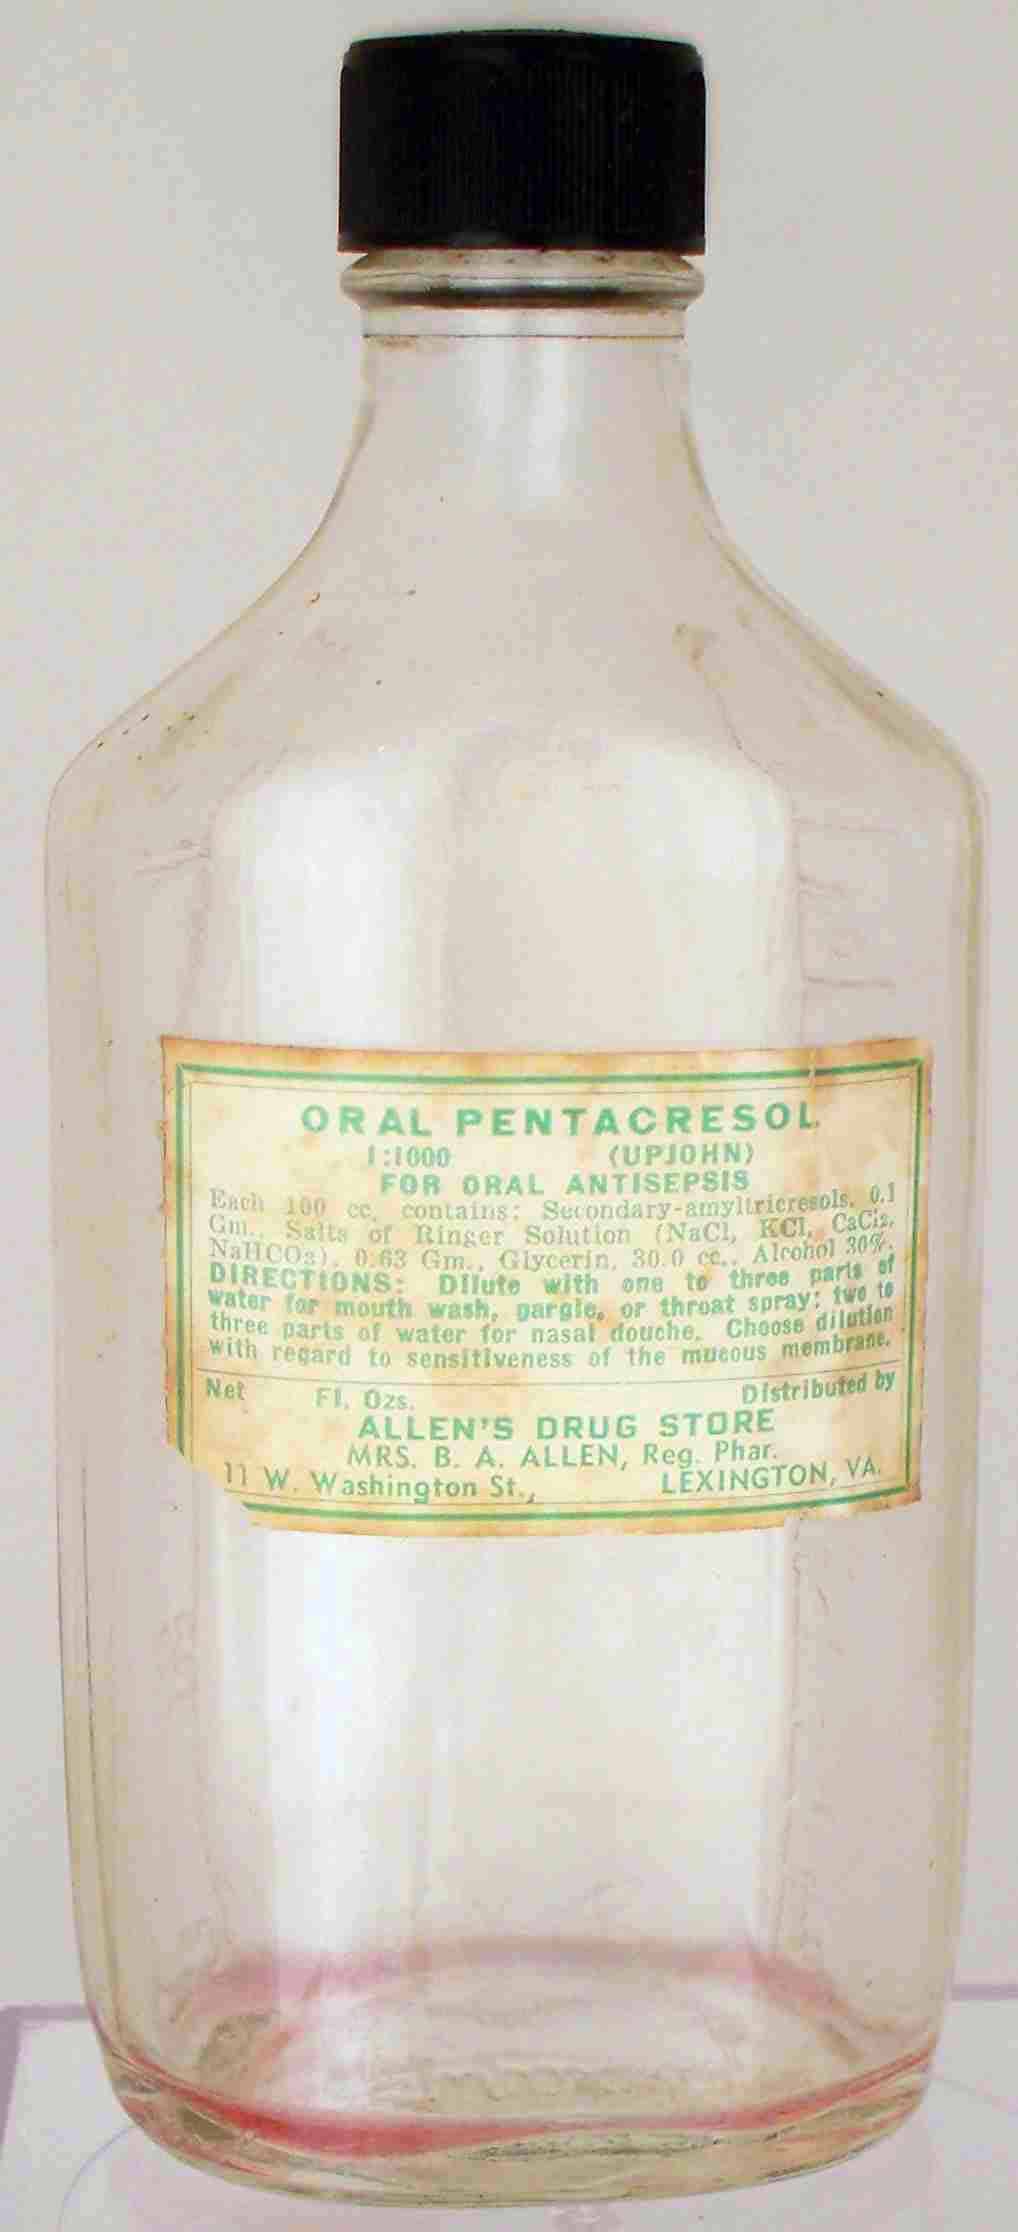 ORAL PENTACRESOL
1:1000 (UPJOHN)
FOR ORAL ANTISEPSIS
Each 100 cc. contains: Secondary-amyltricresols, 0.1
Gm., Salts of Ringer Solution (NaCl, KCl, CaCl₂,
NaHCO₃), 0.63 Gm., Glycerin, 30.0 cc., Alcohol 30%.
DIRECTIONS: Dilute with one to three parts of
water for mouth wash, gargle, or throat spray; two to
three parts of water for nasal douche. Choose dilution
with regard to sensitiveness of the mucous membrane.
Net Fl. Ozs. Distributed by
ALLEN'S DRUG STORE
MRS. B. A. ALLEN, Reg. Phar.
11 W. Washington St., LEXINGTON, VA.